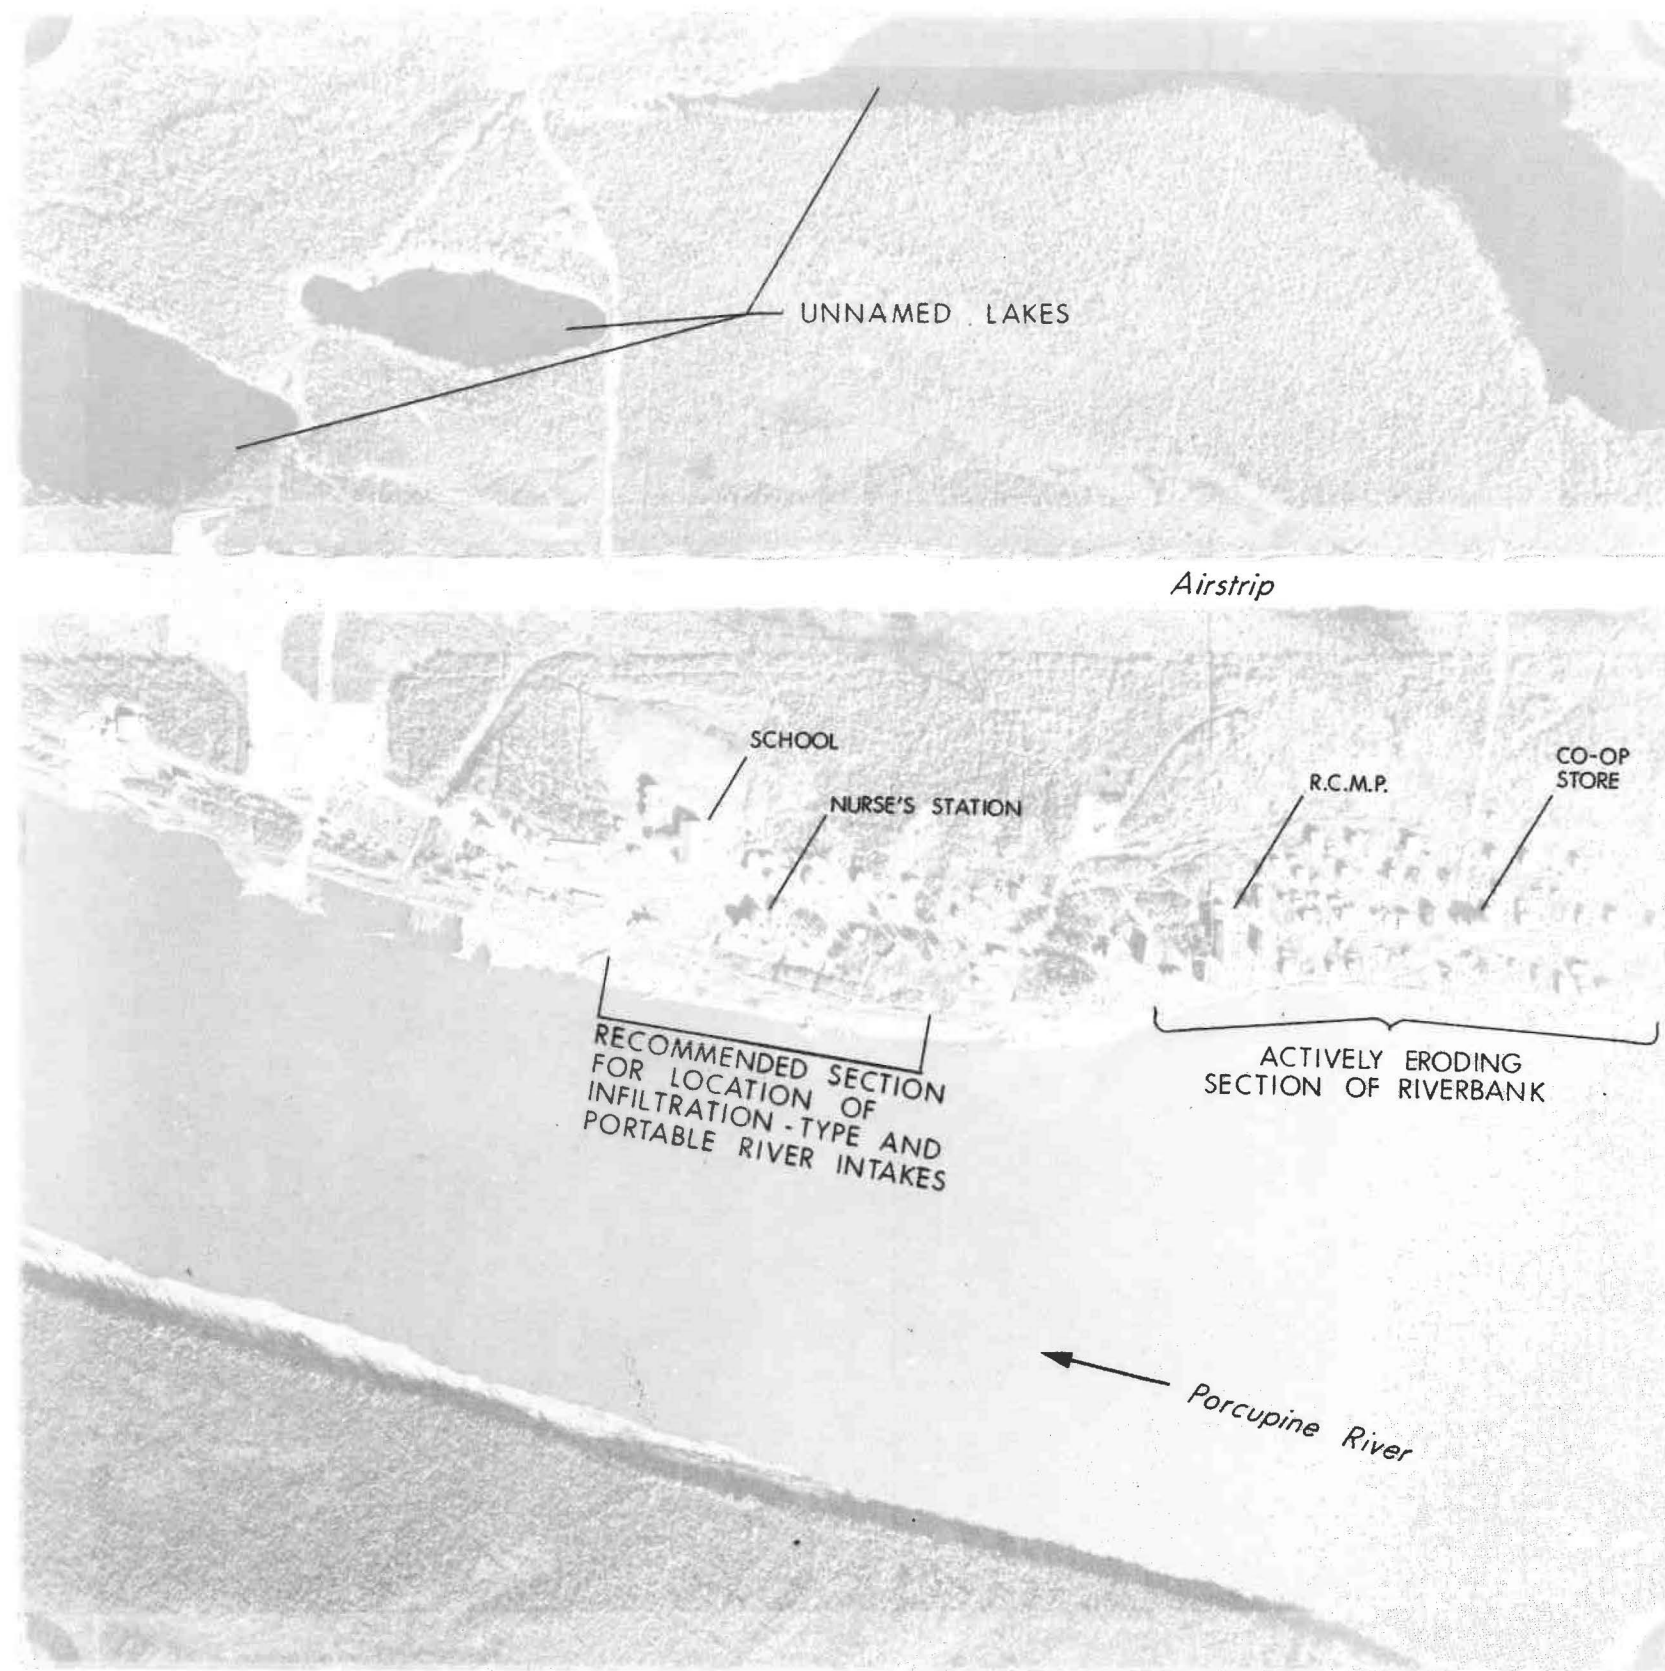 UNNAMED LAKES
Airstrip
SCHOOL
NURSE'S STATION
R.C.M.P.
CO-OP
STORE
RECOMMENDED SECTION
FOR LOCATION OF
INFILTRATION-TYPE AND
PORTABLE RIVER INTAKES
ACTIVELY ERODING
SECTION OF RIVERBANK
Porcupine River